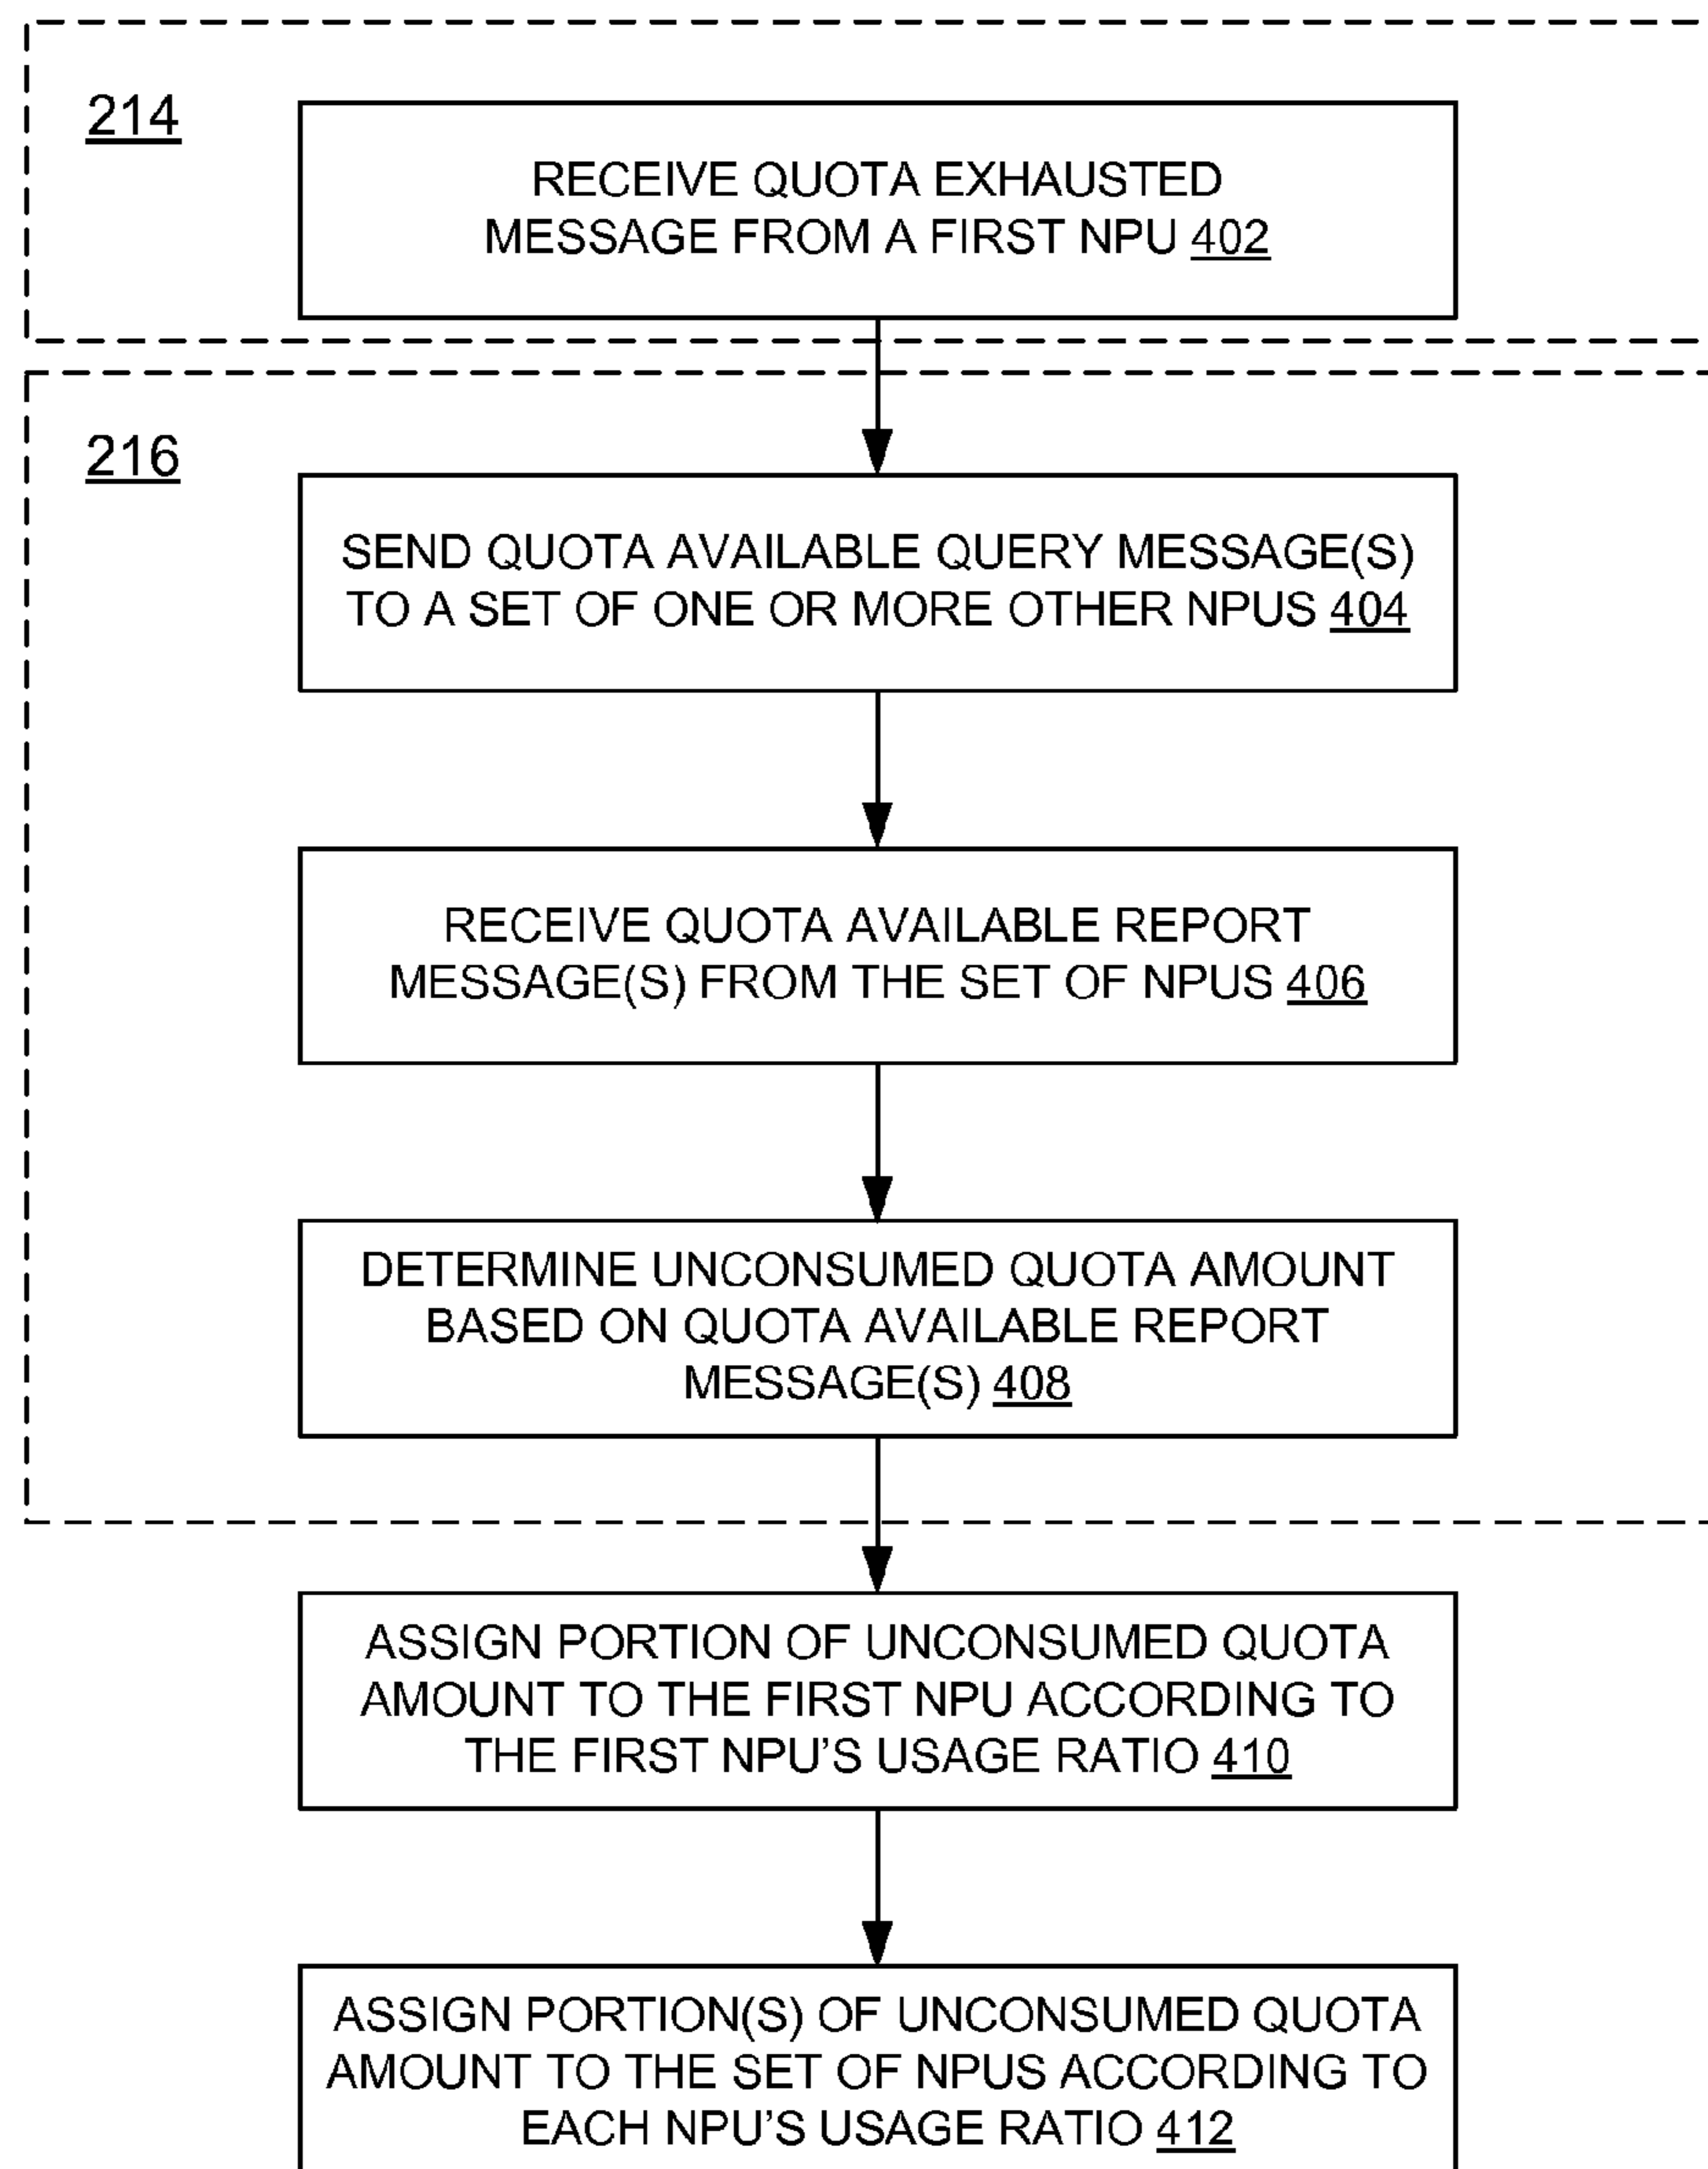 214
RECEIVE QUOTA EXHAUSTED
MESSAGE FROM A FIRST NPU 402
216
SEND QUOTA AVAILABLE QUERY MESSAGE(S)
TO A SET OF ONE OR MORE OTHER NPUS 404
RECEIVE QUOTA AVAILABLE REPORT
MESSAGE(S) FROM THE SET OF NPUS 406
DETERMINE UNCONSUMED QUOTA AMOUNT
BASED ON QUOTA AVAILABLE REPORT
MESSAGE(S) 408
ASSIGN PORTION OF UNCONSUMED QUOTA
AMOUNT TO THE FIRST NPU ACCORDING TO
THE FIRST NPU'S USAGE RATIO 410
ASSIGN PORTION(S) OF UNCONSUMED QUOTA
AMOUNT TO THE SET OF NPUS ACCORDING TO
EACH NPU'S USAGE RATIO 412